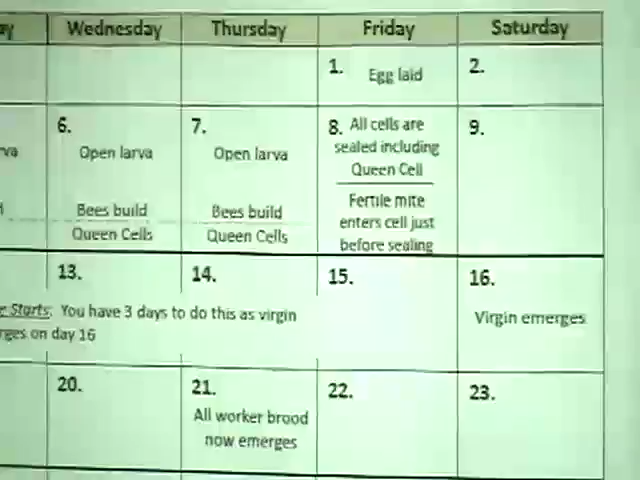 Wednesday Thursday Friday Saturday
1. Egg laid 2.
6. 7. 8. All cells are 9.
Open larva Open larva sealed including
Queen Cell
Fertile mite
Bees build Bees build enters cell just
Queen Cells Queen Cells before sealing
13. 14. 15. 16.
Starts: You have 3 days to do this as virgin Virgin emerges
on day 16
20. 21. 22. 23.
All worker brood
now emerges